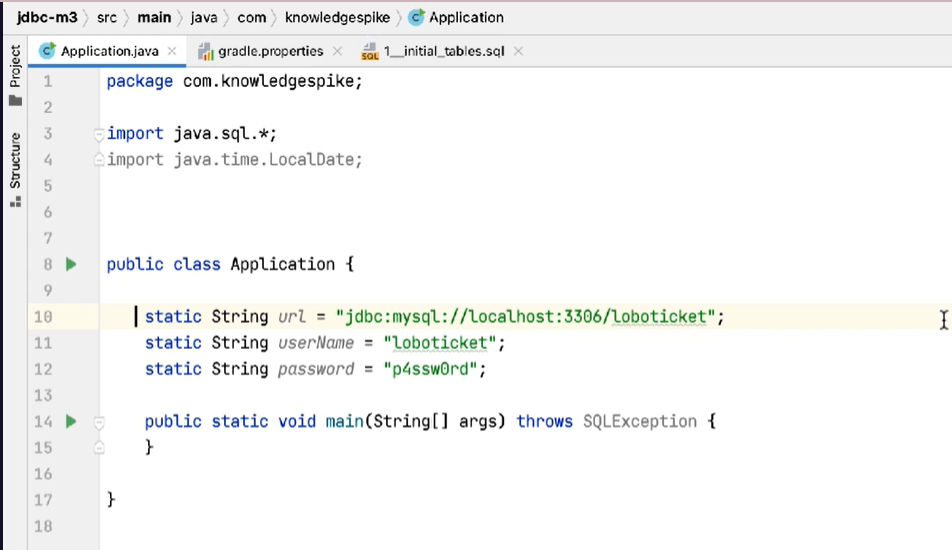 jdbc-m3 src main java com knowledgespike Application
Application.java gradle.properties 1__initial_tables.sql
Project
Structure
1 package com.knowledgespike;
2
3 import java.sql.*;
4 import java.time.LocalDate;
5
6
7
8 public class Application {
9
10 static String url = "jdbc:mysql://localhost:3306/loboticket";
11 static String userName = "loboticket";
12 static String password = "p4ssw0rd";
13
14 public static void main(String[] args) throws SQLException {
15 }
16
17 }
18